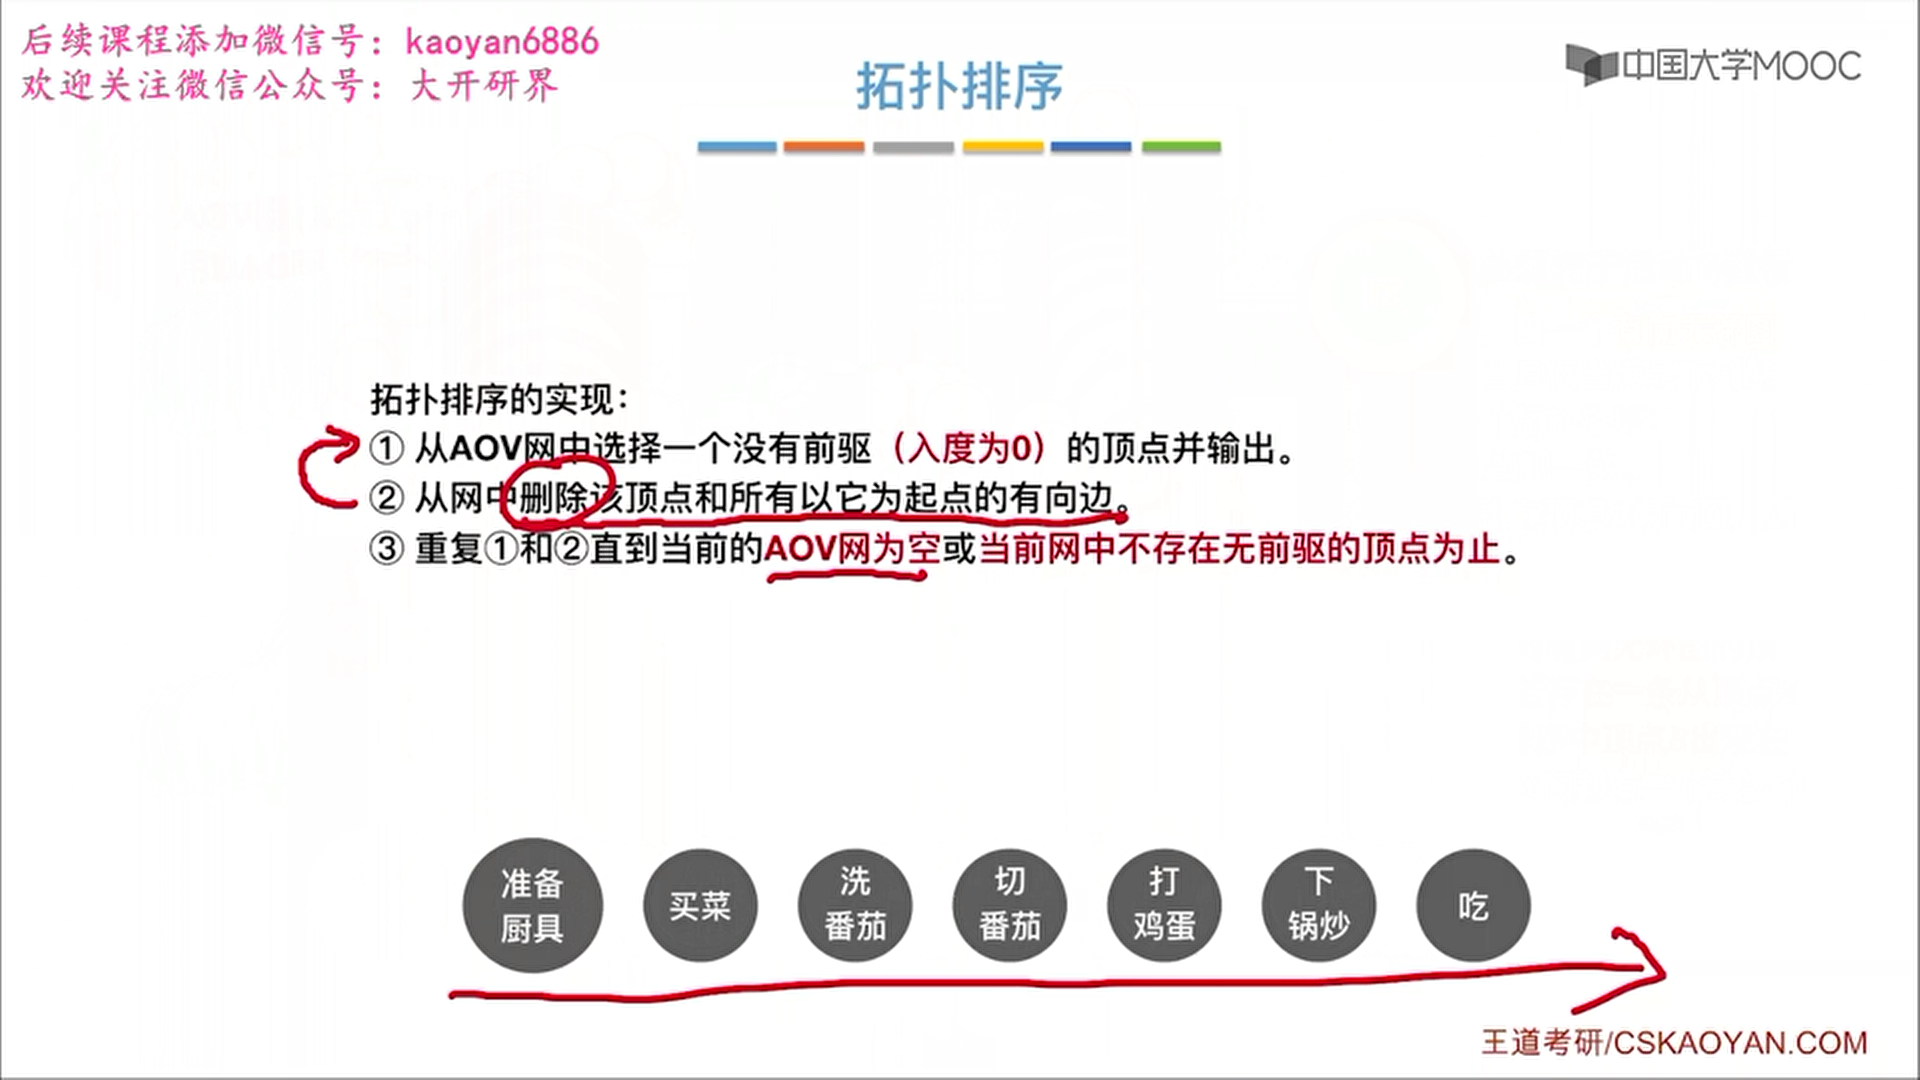 后续课程添加微信号：kaoyan6886
欢迎关注微信公众号：大开研界
拓扑排序
中国大学MOOC
拓扑排序的实现：
① 从AOV网中选择一个没有前驱（入度为0）的顶点并输出。
② 从网中删除该顶点和所有以它为起点的有向边。
③ 重复①和②直到当前的AOV网为空或当前网中不存在无前驱的顶点为止。
准备
厨具
买菜
洗
番茄
切
番茄
打
鸡蛋
下
锅炒
吃
王道考研/CSKAOYAN.COM